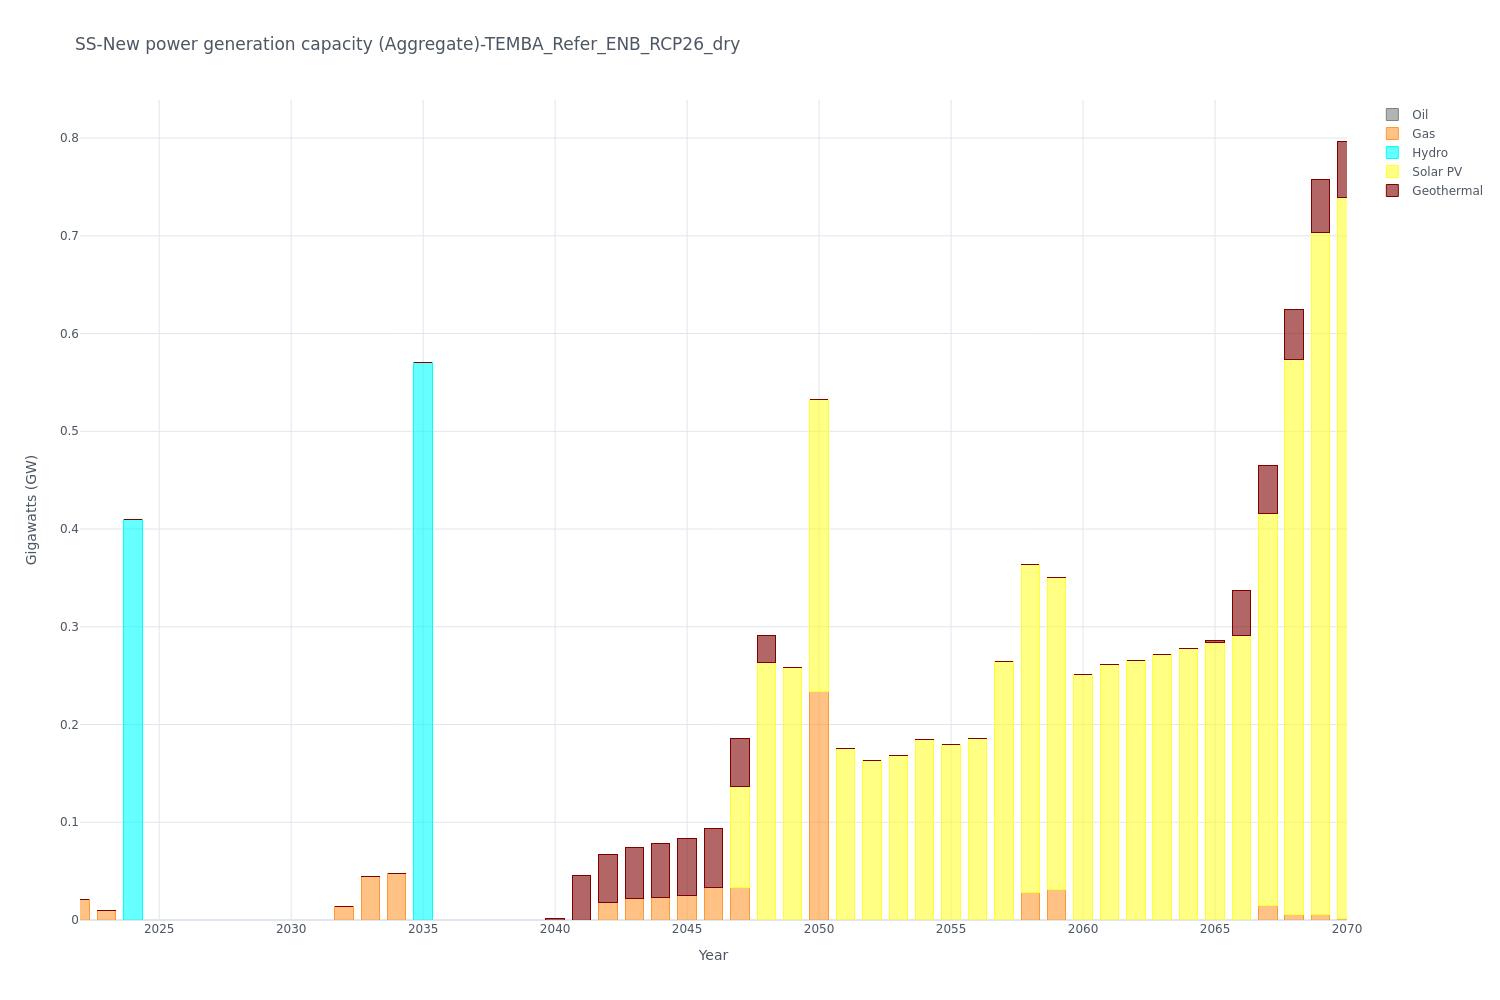 SS-New power generation capacity (Aggregate)-TEMBA_Refer_ENB_RCP26_dry
Oil
Gas
Hydro
Solar PV
Geothermal
Gigawatts (GW)
0.8
0.7
0.6
0.5
0.4
0.3
0.2
0.1
0
2025 2030 2035 2040 2045 2050 2055 2060 2065 2070
Year